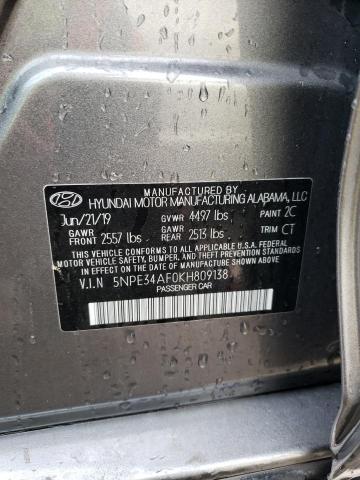 MANUFACTURED BY
HYUNDAI MOTOR MANUFACTURING ALABAMA, LLC
Jun/21/19 GVWR 4497 lbs PAINT 2C
GAWR FRONT 2557 lbs GAWR REAR 2513 lbs TRIM CT
THIS VEHICLE CONFORMS TO ALL APPLICABLE U.S.A. FEDERAL
MOTOR VEHICLE SAFETY, BUMPER, AND THEFT PREVENTION
STANDARDS IN EFFECT ON THE DATE OF MANUFACTURE SHOWN ABOVE.
V.I.N 5NPE34AF0KH809138
PASSENGER CAR